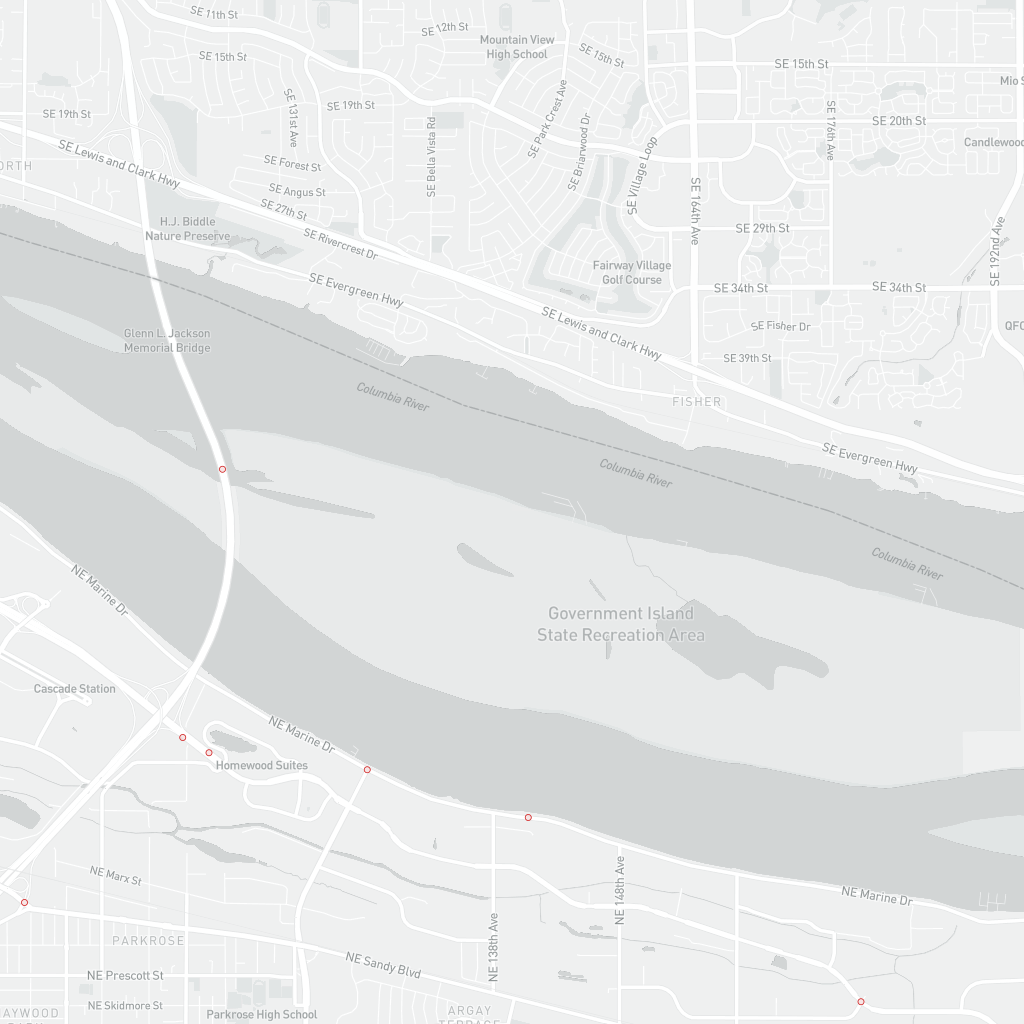 SE 11th St
SE 12th St
Mountain View
High School
SE 15th St
SE 15th St
SE 15th St
SE 131st Ave
SE 19th St
SE Park Crest Ave
SE 19th St
SE Bella Vista Rd
SE Briarwood Dr
SE Village Loop
SE 176th Ave
SE 20th St
Candlewood
SE Lewis and Clark Hwy
SE Forest St
SE Angus St
SE 27th St
SE 164th Ave
H.J. Biddle
Nature Preserve
SE Rivercrest Dr
SE 29th St
SE 192nd Ave
Fairway Village
Golf Course
SE Evergreen Hwy
SE 34th St
SE 34th St
SE Lewis and Clark Hwy
SE Fisher Dr
QFC
Glenn L. Jackson
Memorial Bridge
SE 39th St
Columbia River
FISHER
SE Evergreen Hwy
Columbia River
Columbia River
NE Marine Dr
Government Island
State Recreation Area
Cascade Station
NE Marine Dr
Homewood Suites
NE Marx St
NE 148th Ave
NE Marine Dr
PARKROSE
NE 138th Ave
NE Sandy Blvd
NE Prescott St
NE Skidmore St
Parkrose High School
ARGAY
TERRACE